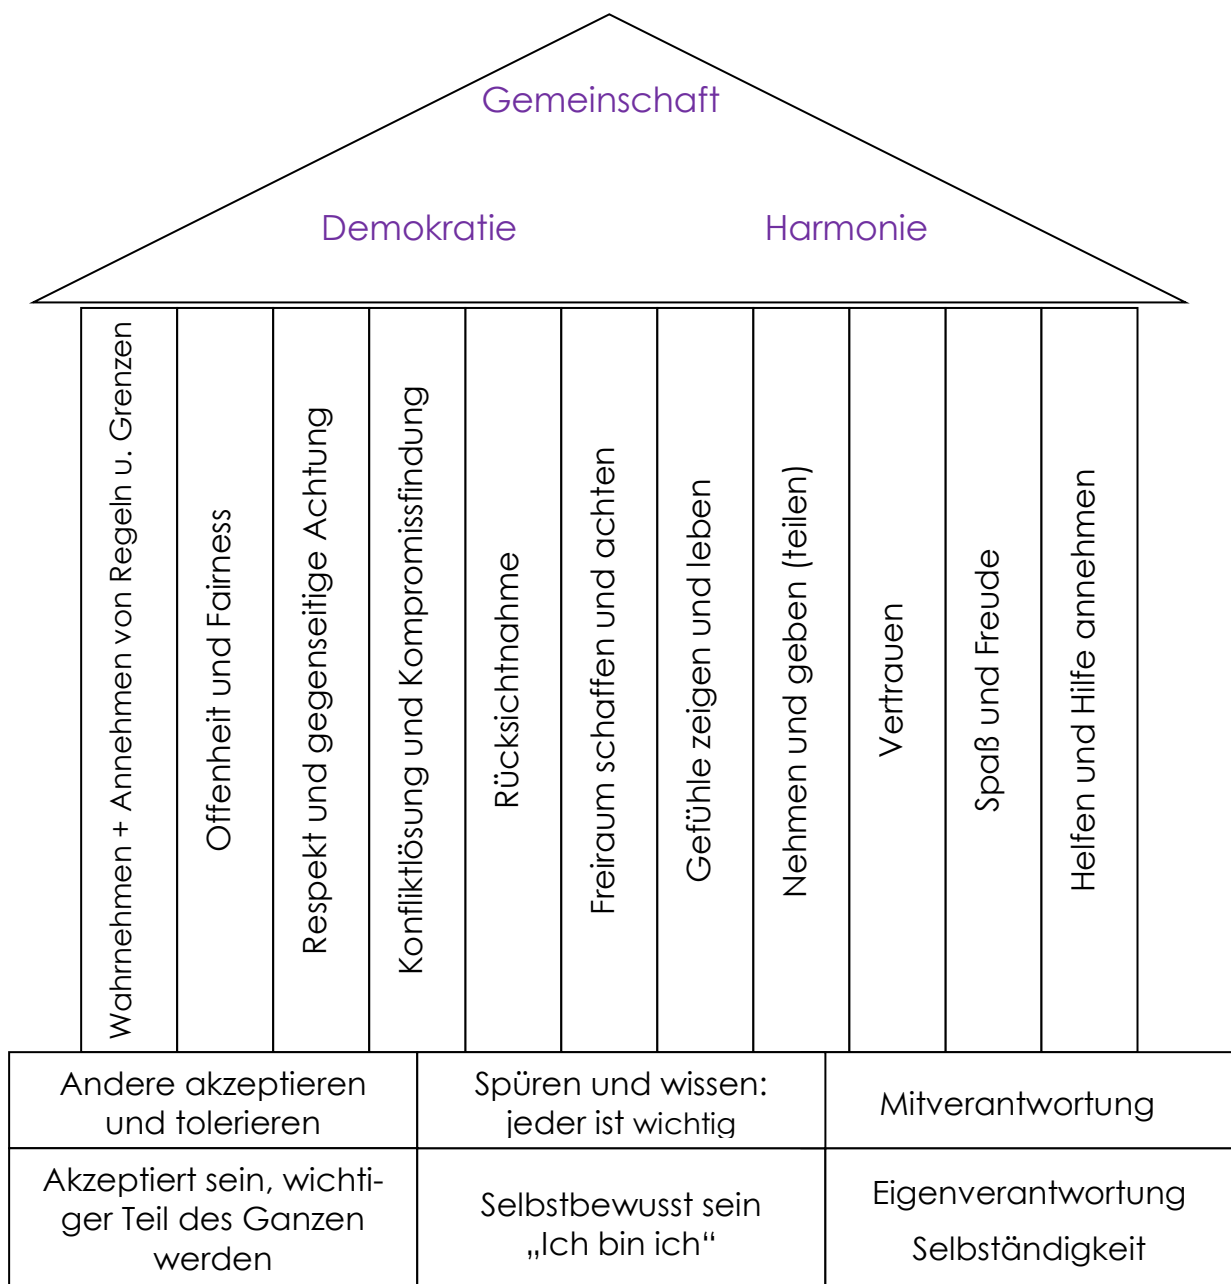 Gemeinschaft
Demokratie
Harmonie
Wahrnehmen + Annehmen von Regeln u. Grenzen
Offenheit und Fairness
Respekt und gegenseitige Achtung
Konfliktlösung und Kompromissfindung
Rücksichtnahme
Freiraum schaffen und achten
Gefühle zeigen und leben
Nehmen und geben (teilen)
Vertrauen
Spaß und Freude
Helfen und Hilfe annehmen
Andere akzeptieren
und tolerieren
Spüren und wissen:
jeder ist wichtig
Mitverantwortung
Akzeptiert sein, wichti-
ger Teil des Ganzen
werden
Selbstbewusst sein
„Ich bin ich“
Eigenverantwortung
Selbständigkeit